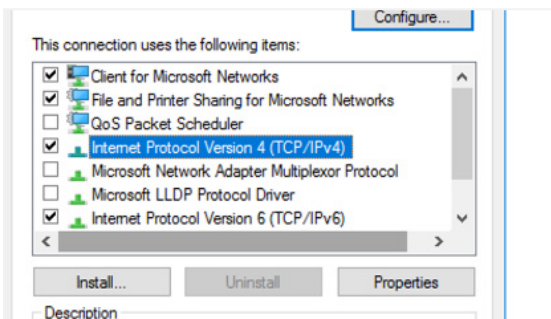 Configure...
This connection uses the following items:
Client for Microsoft Networks
File and Printer Sharing for Microsoft Networks
QoS Packet Scheduler
Internet Protocol Version 4 (TCP/IPv4)
Microsoft Network Adapter Multiplexor Protocol
Microsoft LLDP Protocol Driver
Internet Protocol Version 6 (TCP/IPv6)
Install... Uninstall Properties
Description